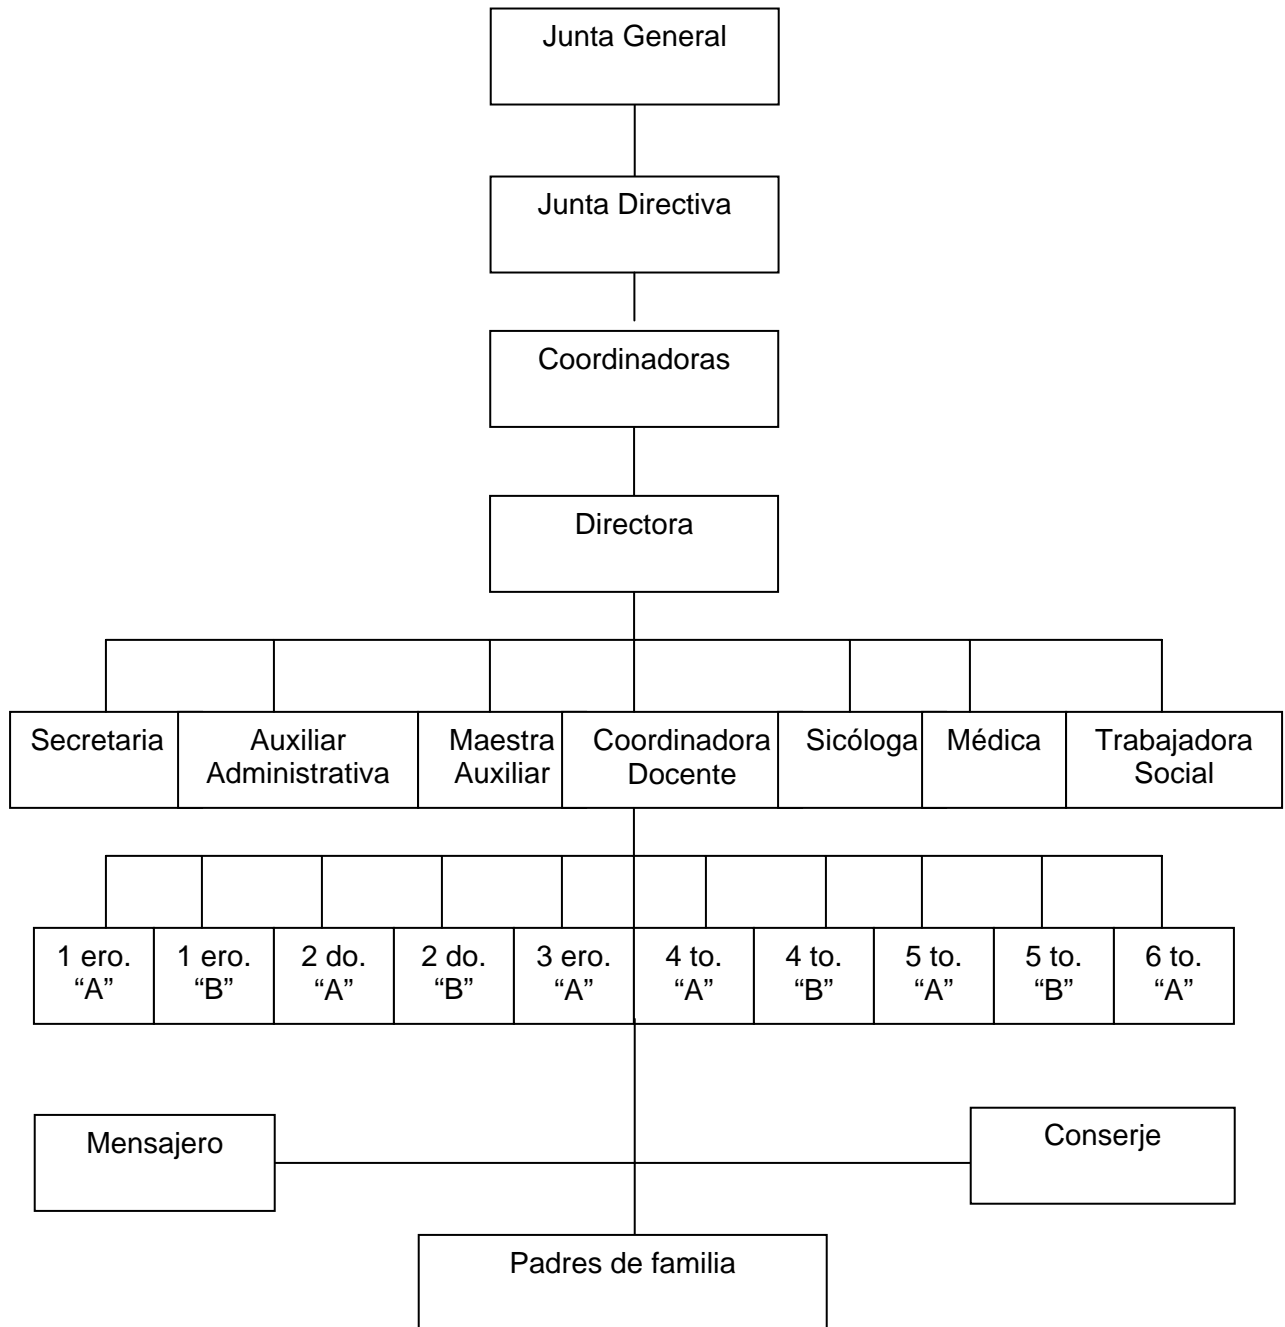 Junta General
Junta Directiva
Coordinadoras
Directora
Secretaria
Auxiliar
Administrativa
Maestra
Auxiliar
Coordinadora
Docente
Sicóloga
Médica
Trabajadora
Social
1 ero.
“A”
1 ero.
“B”
2 do.
“A”
2 do.
“B”
3 ero.
“A”
4 to.
“A”
4 to.
“B”
5 to.
“A”
5 to.
“B”
6 to.
“A”
Mensajero
Conserje
Padres de familia